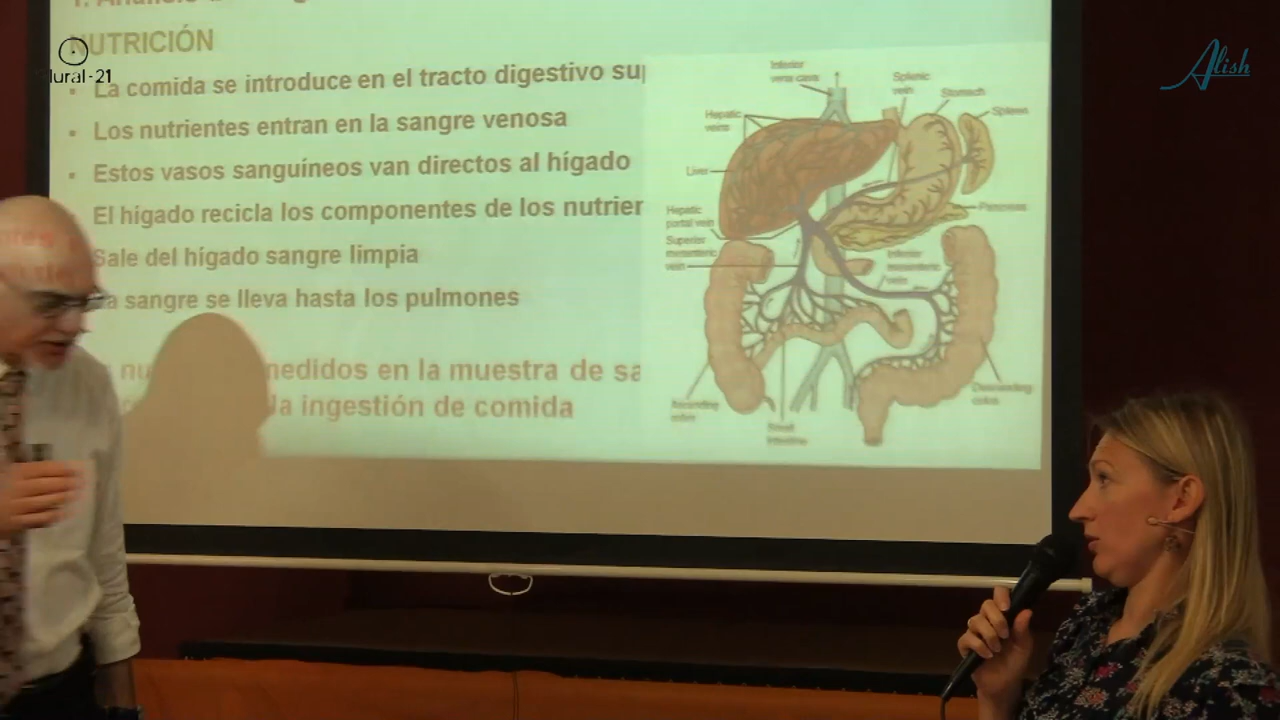 NUTRICIÓN
Plural-21
Alish
La comida se introduce en el tracto digestivo su
Los nutrientes entran en la sangre venosa
Estos vasos sanguíneos van directos al hígado
El hígado recicla los componentes de los nutrier
Sale del hígado sangre limpia
a sangre se lleva hasta los pulmones
nu
medidos en la muestra de sa
la ingestión de comida
Inferior
vena cava
Splenic
vein
Stomach
Spleen
Hepatic
veins
Liver
Pancreas
Hepatic
portal vein
Superior
mesenteric
vein
Inferior
mesenteric
vein
Ascending
colon
Small
intestine
Descending
colon